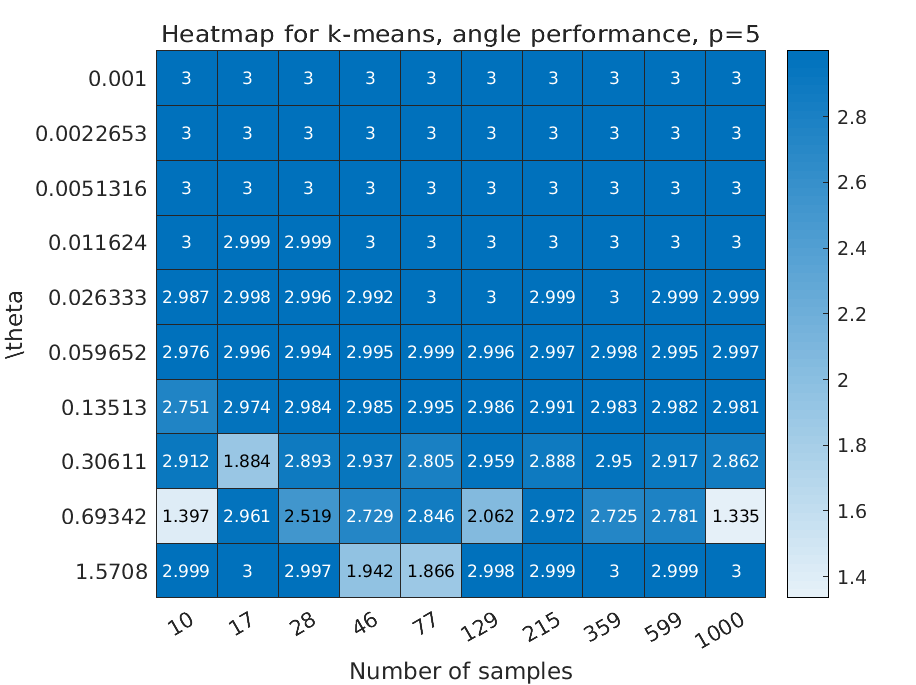 Heatmap for k-means, angle performance, p=5
0.001 3 3 3 3 3 3 3 3 3 3
0.0022653 3 3 3 3 3 3 3 3 3 3
0.0051316 3 3 3 3 3 3 3 3 3 3
0.011624 3 2.999 2.999 3 3 3 3 3 3 3
0.026333 2.987 2.998 2.996 2.992 3 3 2.999 3 2.999 2.999
0.059652 2.976 2.996 2.994 2.995 2.999 2.996 2.997 2.998 2.995 2.997
0.13513 2.751 2.974 2.984 2.985 2.995 2.986 2.991 2.983 2.982 2.981
0.30611 2.912 1.884 2.893 2.937 2.805 2.959 2.888 2.95 2.917 2.862
0.69342 1.397 2.961 2.519 2.729 2.846 2.062 2.972 2.725 2.781 1.335
1.5708 2.999 3 2.997 1.942 1.866 2.998 2.999 3 2.999 3
10 17 28 46 77 129 215 359 599 1000
Number of samples
\theta
2.8
2.6
2.4
2.2
2
1.8
1.6
1.4